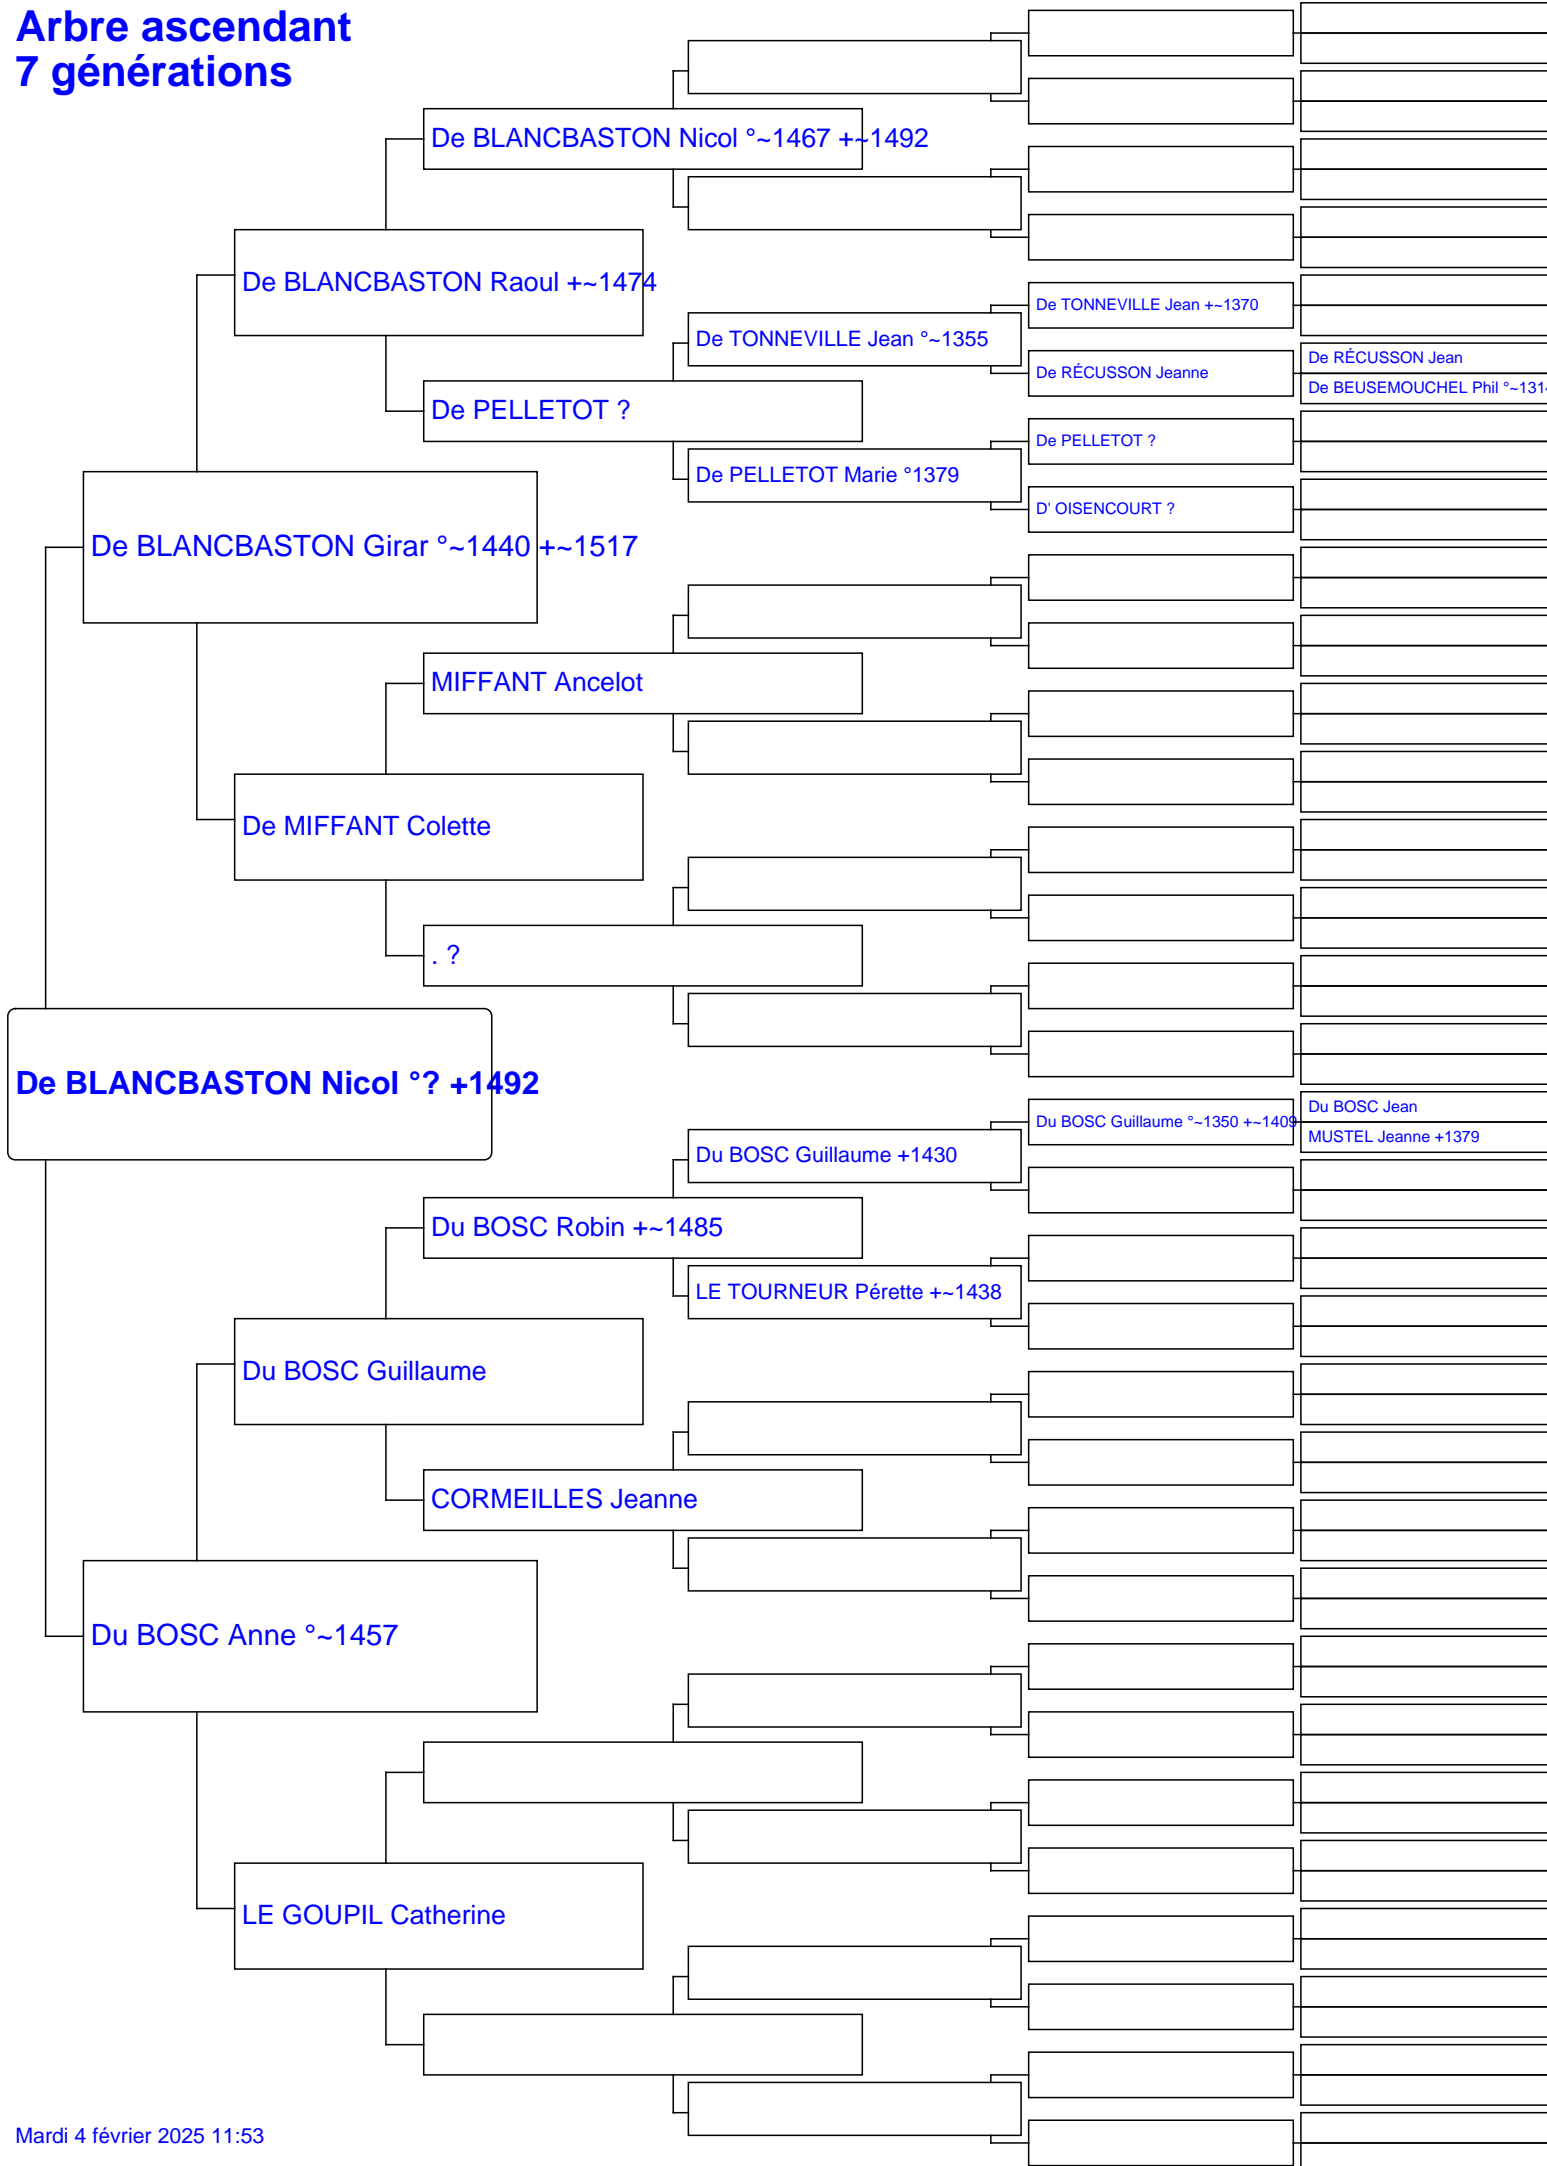 Arbre ascendant
7 générations
De BLANCBASTON Nicol °~1467 +~1492
De BLANCBASTON Raoul +~1474
De TONNEVILLE Jean +~1370
De TONNEVILLE Jean °~1355
De RÉCUSSON Jean
De RÉCUSSON Jeanne
De BEUSEMOUCHEL Phil °~1314
De PELLETOT ?
De PELLETOT ?
De PELLETOT Marie °1379
D' OISENCOURT ?
De BLANCBASTON Girar °~1440 +~1517
MIFFANT Ancelot
De MIFFANT Colette
. ?
De BLANCBASTON Nicol °? +1492
Du BOSC Jean
Du BOSC Guillaume °~1350 +~1409
MUSTEL Jeanne +1379
Du BOSC Guillaume +1430
Du BOSC Robin +~1485
LE TOURNEUR Pérette +~1438
Du BOSC Guillaume
CORMEILLES Jeanne
Du BOSC Anne °~1457
LE GOUPIL Catherine
Mardi 4 février 2025 11:53